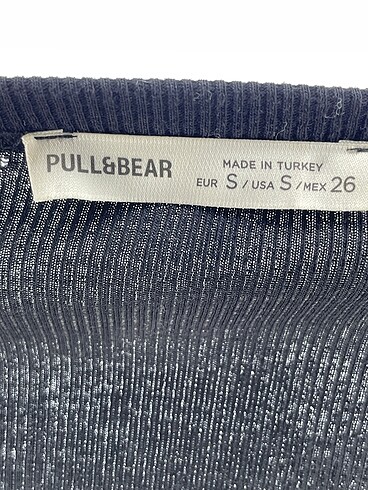 PULL&BEAR
MADE IN TURKEY
EUR S / USA S / MEX 26